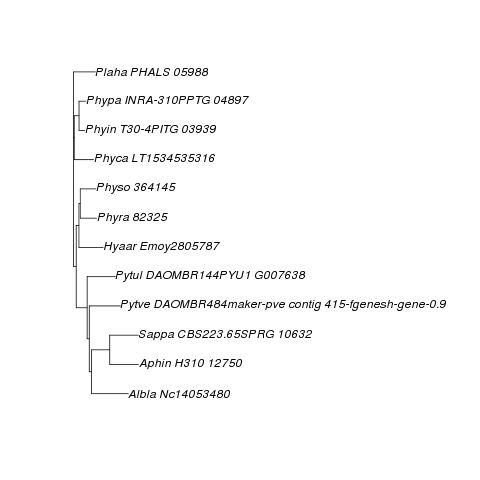 Plaha PHALS 05988
Phypa INRA-310PPTG 04897
Phyin T30-4PITG 03939
Phyca LT1534535316
Physo 364145
Phyra 82325
Hyaar Emoy2805787
Pytul DAOMBR144PYU1 G007638
Pytve DAOMBR484maker-pve contig 415-fgenesh-gene-0.9
Sappa CBS223.65SPRG 10632
Aphin H310 12750
Albla Nc14053480